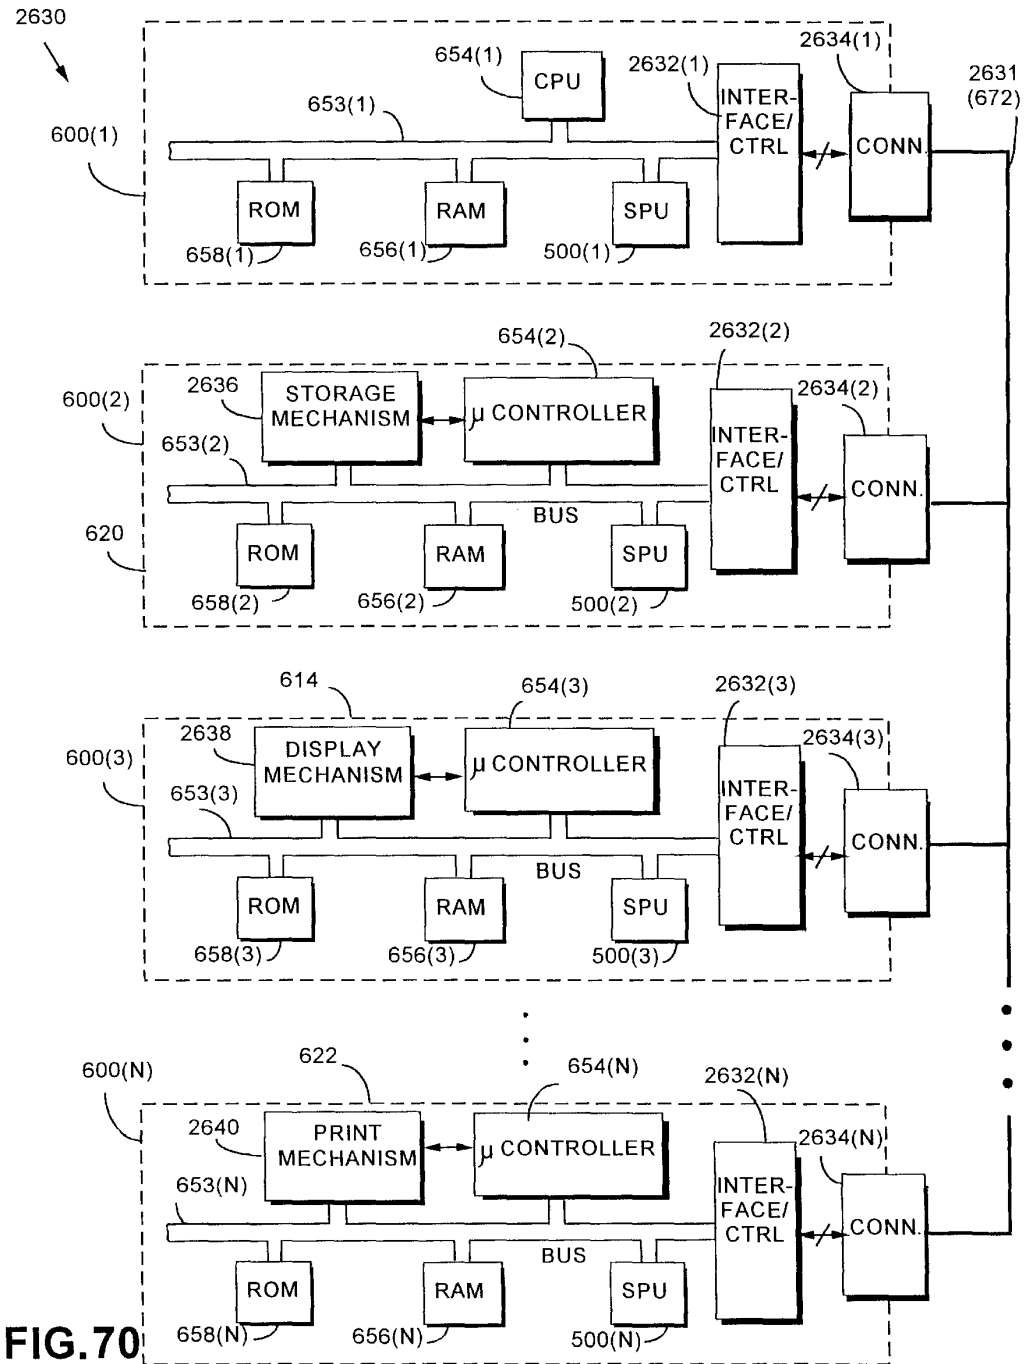 2630
600(1)
654(1)
CPU
653(1)
2632(1)
INTER-
FACE/
CTRL
2634(1)
CONN.
2631
(672)
ROM
658(1)
RAM
656(1)
SPU
500(1)
600(2)
2636
STORAGE
MECHANISM
654(2)
μ CONTROLLER
2632(2)
INTER-
FACE/
CTRL
2634(2)
CONN.
653(2)
BUS
620
ROM
658(2)
RAM
656(2)
SPU
500(2)
614
600(3)
2638
DISPLAY
MECHANISM
654(3)
μ CONTROLLER
2632(3)
INTER-
FACE/
CTRL
2634(3)
CONN.
653(3)
BUS
ROM
658(3)
RAM
656(3)
SPU
500(3)
622
600(N)
2640
PRINT
MECHANISM
654(N)
μ CONTROLLER
2632(N)
INTER-
FACE/
CTRL
2634(N)
CONN.
653(N)
BUS
ROM
658(N)
RAM
656(N)
SPU
500(N)
FIG.70